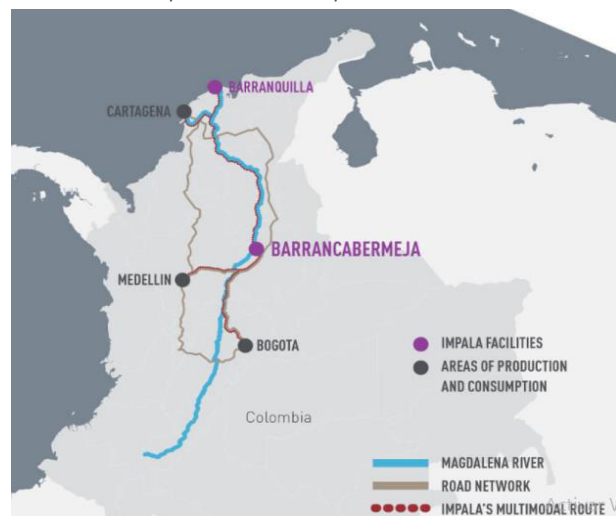 BARRANQUILLA
CARTAGENA
BARRANCABERMEJA
MEDELLIN
BOGOTA
IMPALA FACILITIES
AREAS OF PRODUCTION
AND CONSUMPTION
Colombia
MAGDALENA RIVER
ROAD NETWORK
IMPALA'S MULTIMODAL ROUTE